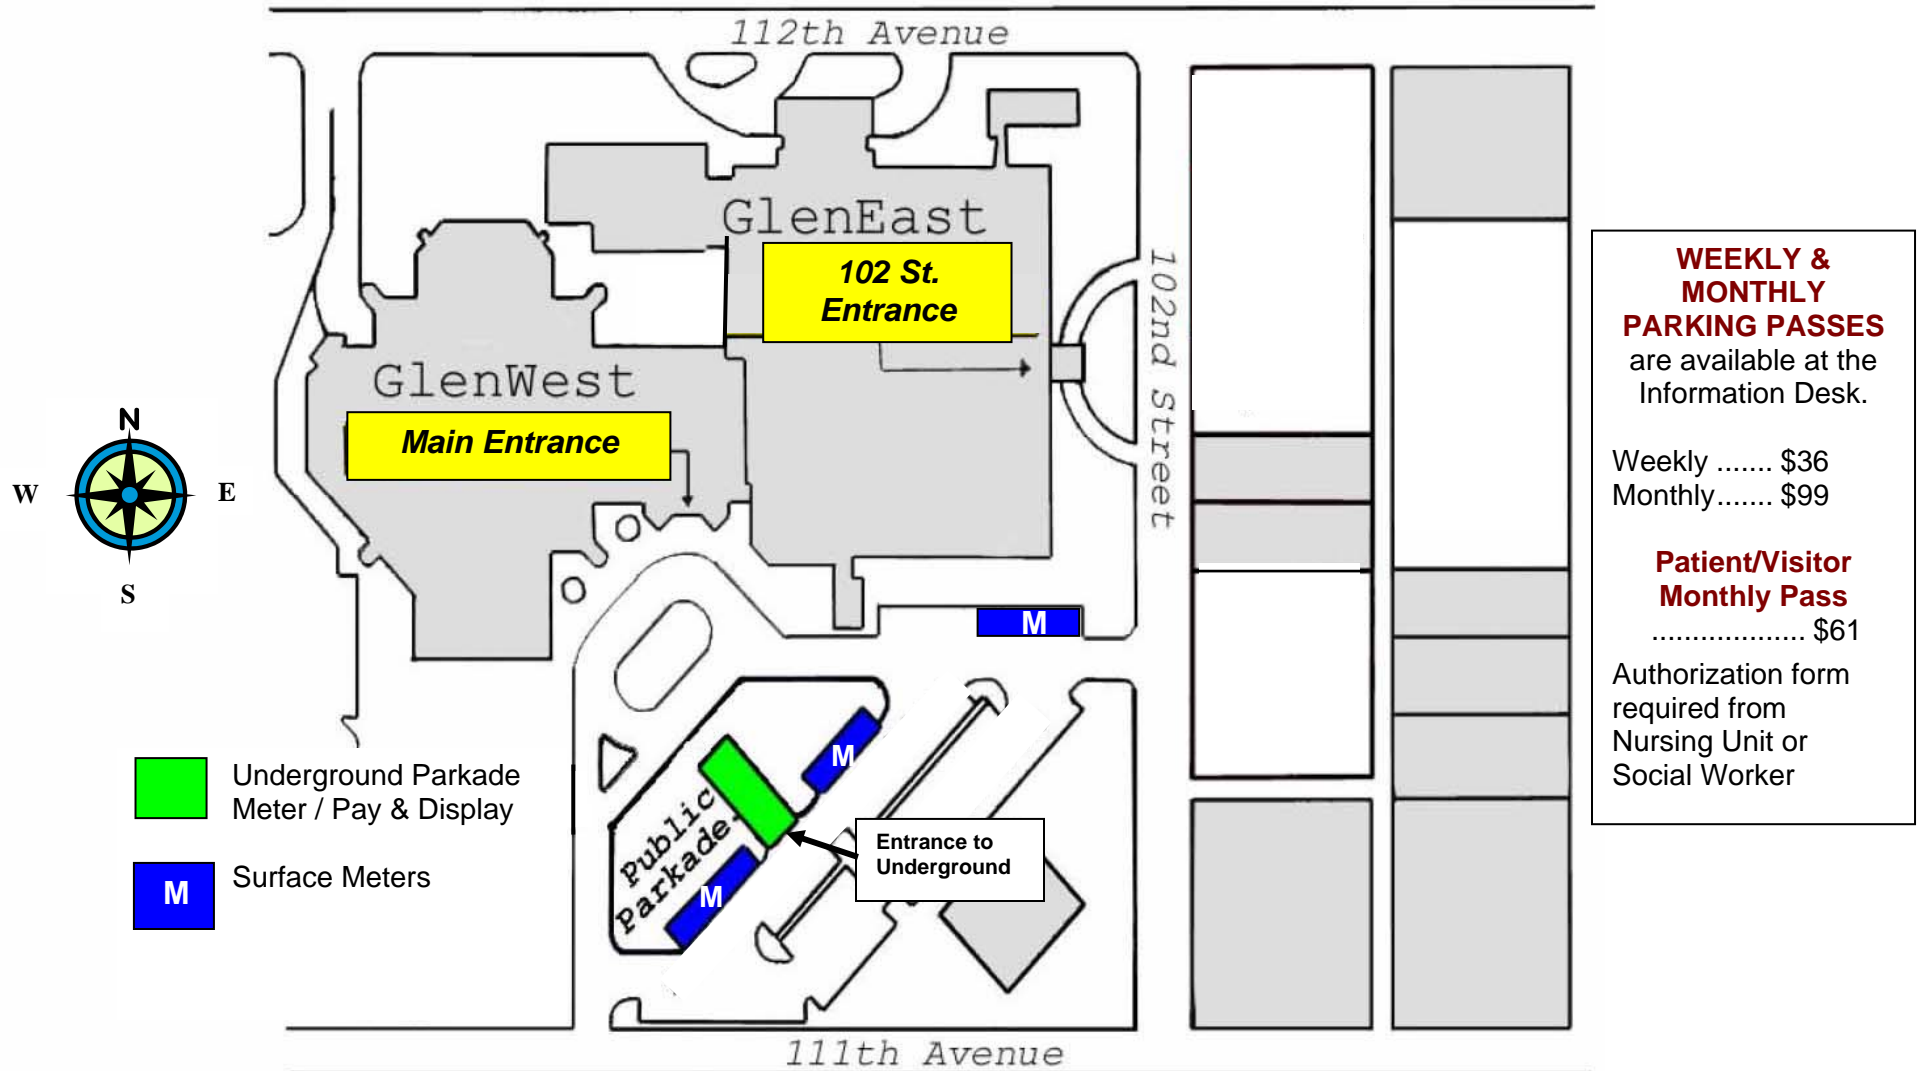 112th Avenue
GlenEast
102 St.
Entrance
102nd Street
GlenWest
Main Entrance
N
W
E
S
WEEKLY &
MONTHLY
PARKING PASSES
are available at the
Information Desk.
Weekly ....... $36
Monthly....... $99
Patient/Visitor
Monthly Pass
................... $61
Authorization form
required from
Nursing Unit or
Social Worker
M
M
Public
Parkade
M
Entrance to
Underground
Underground Parkade
Meter / Pay & Display
M
Surface Meters
111th Avenue